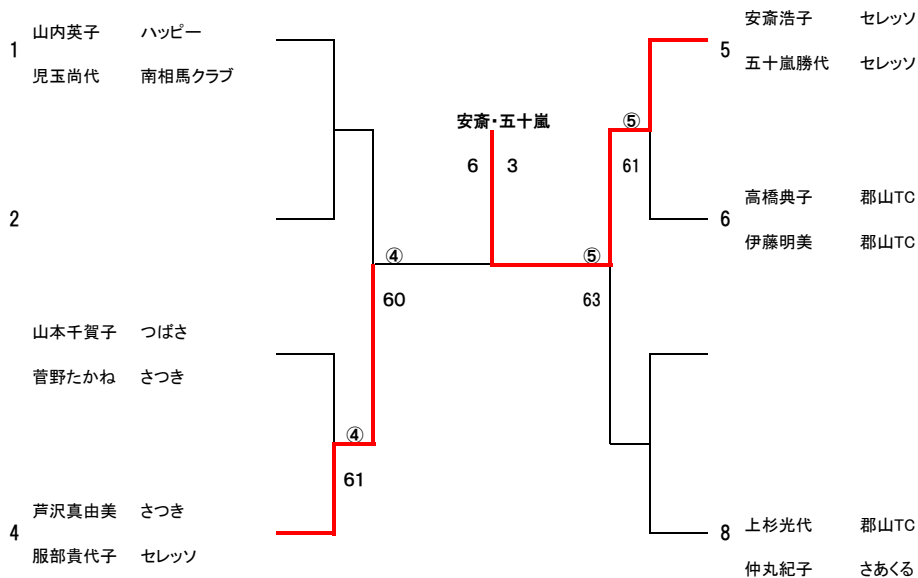 1 山内英子 ハッピー
児玉尚代 南相馬クラブ
2
山本千賀子 つばさ
菅野たかね さつき
4 芦沢真由美 さつき
服部貴代子 セレッソ
④
61
④
60
安斎・五十嵐
6 3
⑤
63
⑤
61
安斎浩子 セレッソ
5
五十嵐勝代 セレッソ
高橋典子 郡山TC
6
伊藤明美 郡山TC
8 上杉光代 郡山TC
仲丸紀子 さあくる